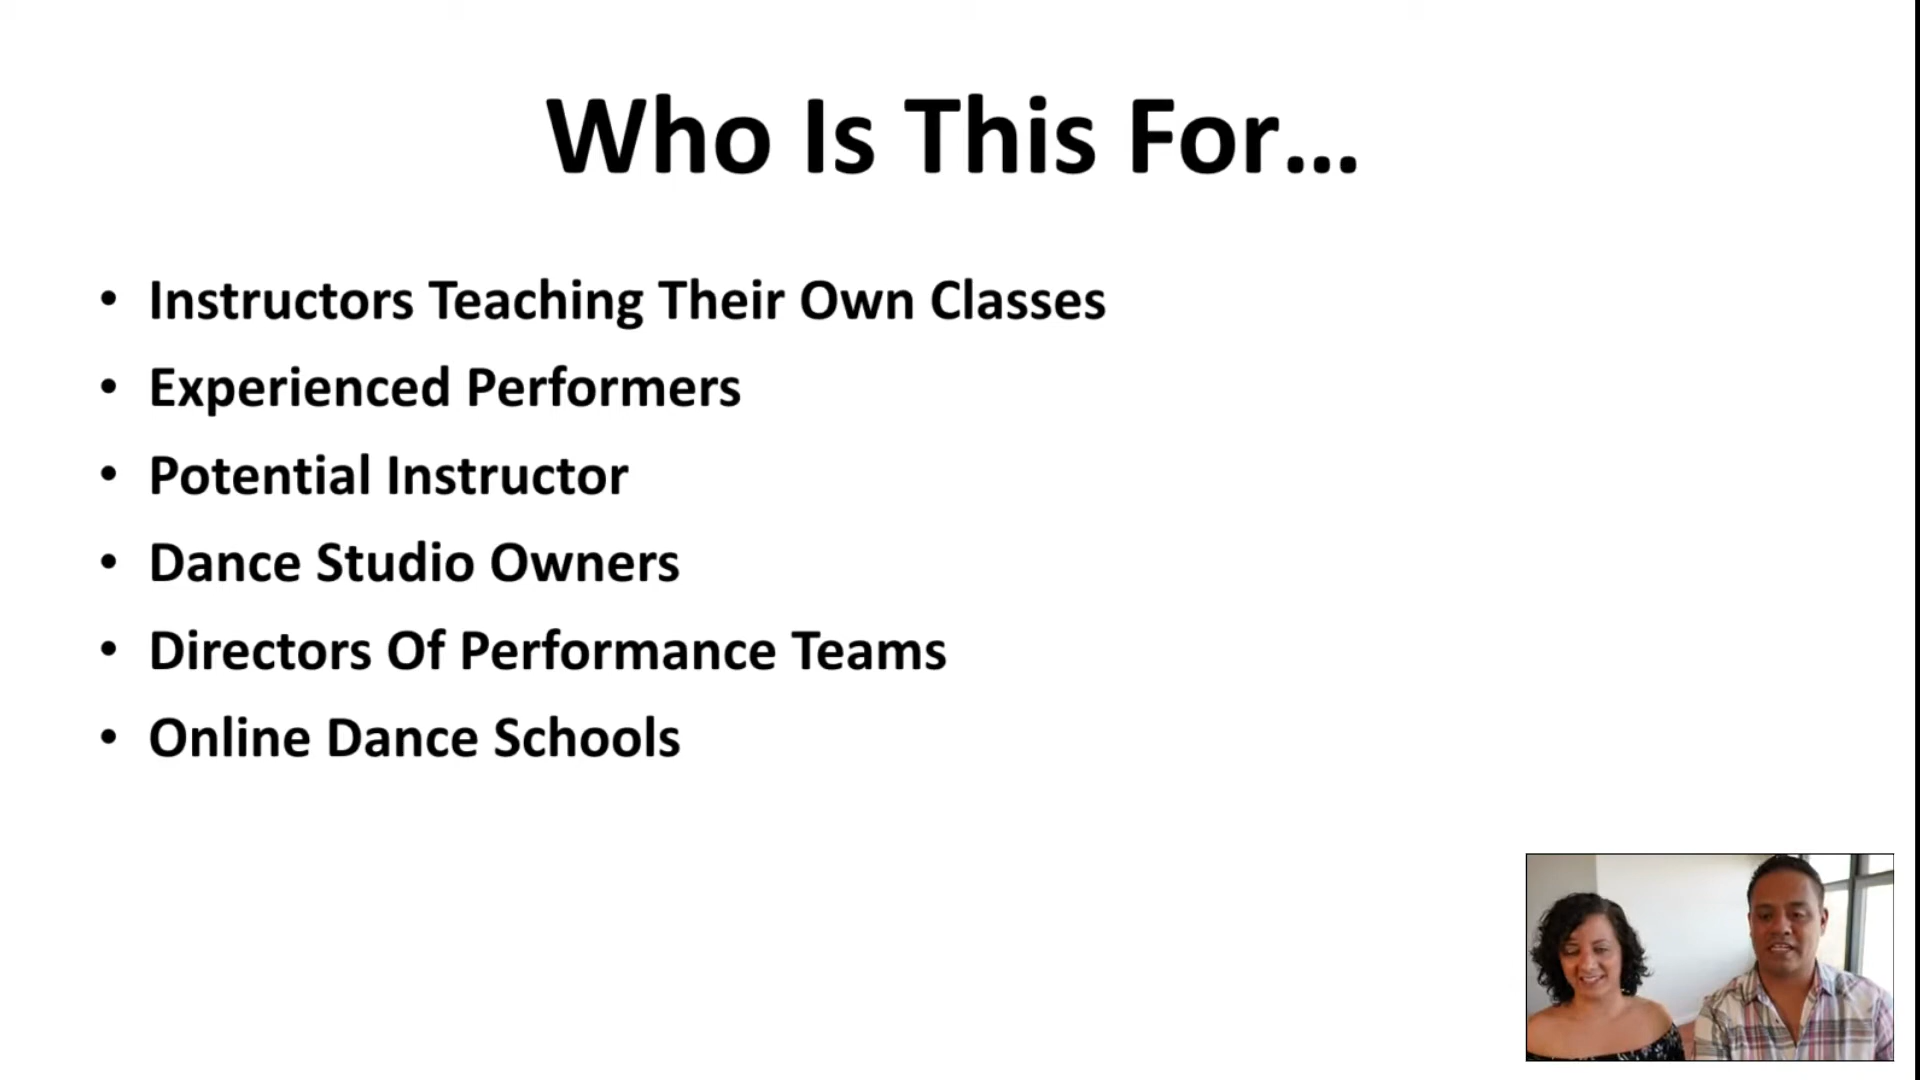 Who Is This For...
• Instructors Teaching Their Own Classes
• Experienced Performers
• Potential Instructor
• Dance Studio Owners
• Directors Of Performance Teams
• Online Dance Schools